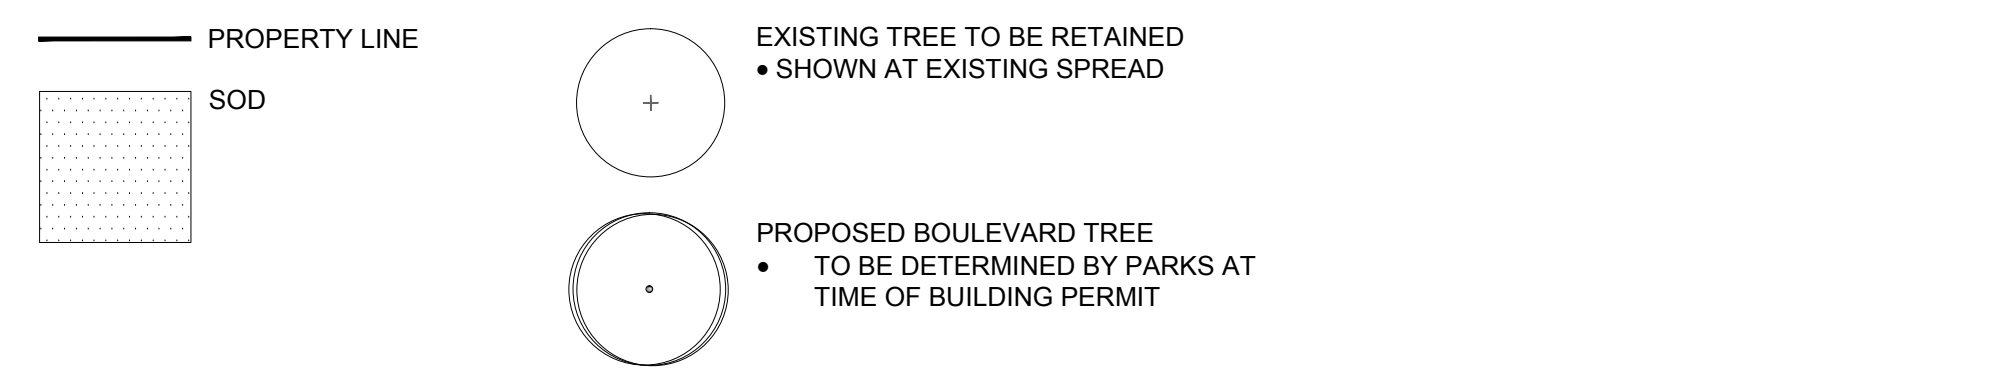 PROPERTY LINE
SOD
EXISTING TREE TO BE RETAINED
• SHOWN AT EXISTING SPREAD
PROPOSED BOULEVARD TREE
• TO BE DETERMINED BY PARKS AT
TIME OF BUILDING PERMIT